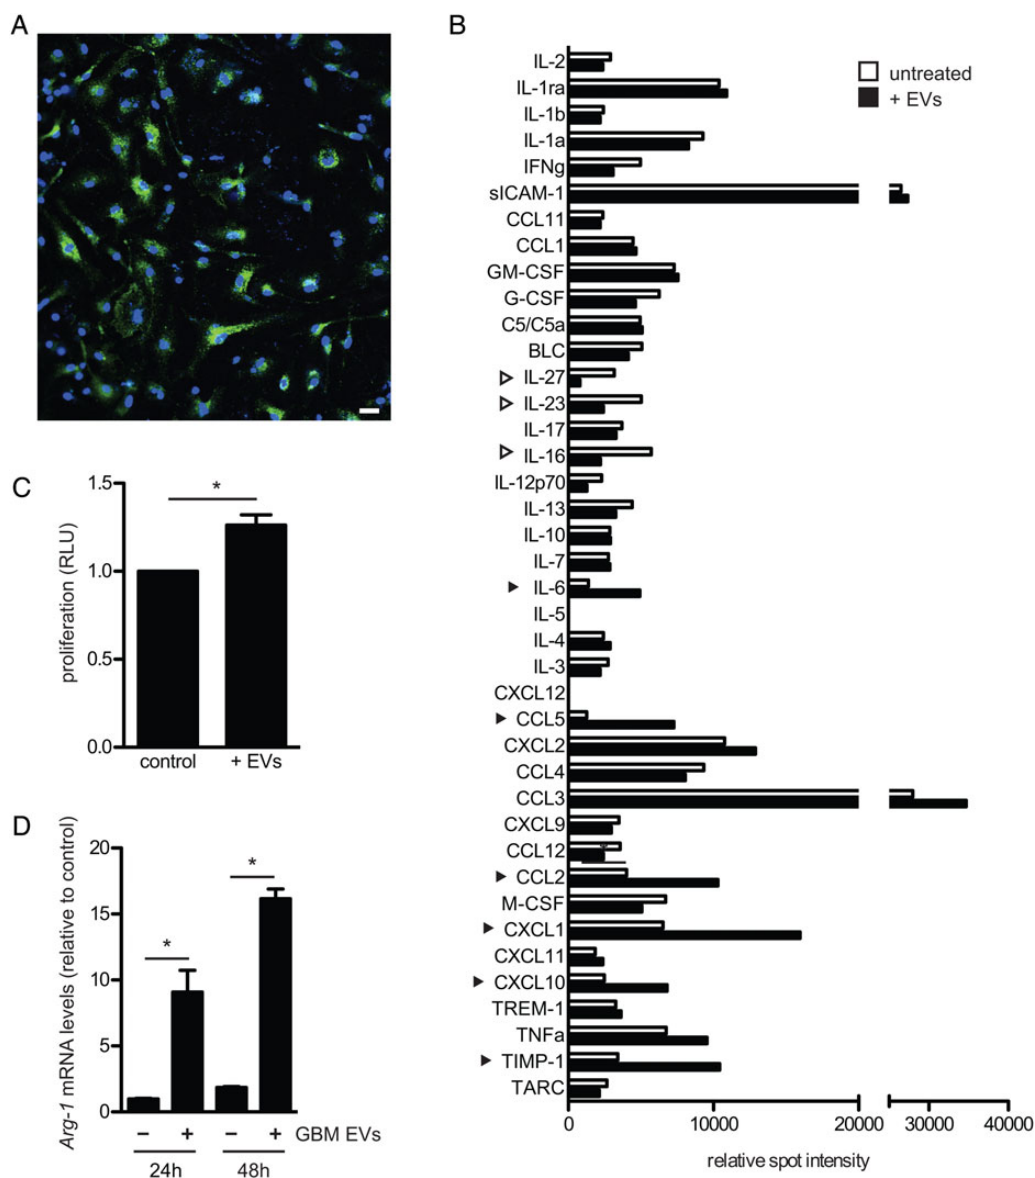 A
B
untreated
+ EVs
IL-2
IL-1ra
IL-1b
IL-1a
IFNg
sICAM-1
CCL11
CCL1
GM-CSF
G-CSF
C5/C5a
BLC
IL-27
IL-23
IL-17
IL-16
IL-12p70
IL-13
IL-10
IL-7
IL-6
IL-5
IL-4
IL-3
CXCL12
CCL5
CXCL2
CCL4
CCL3
CXCL9
CCL12
CCL2
M-CSF
CXCL1
CXCL11
CXCL10
TREM-1
TNFa
TIMP-1
TARC
0 10000 20000 30000 40000
relative spot intensity
C
proliferation (RLU)
1.5
1.0
0.5
0.0
*
control + EVs
D
Arg-1 mRNA levels (relative to control)
20
15
10
5
0
*
*
– + – + GBM EVs
24h 48h